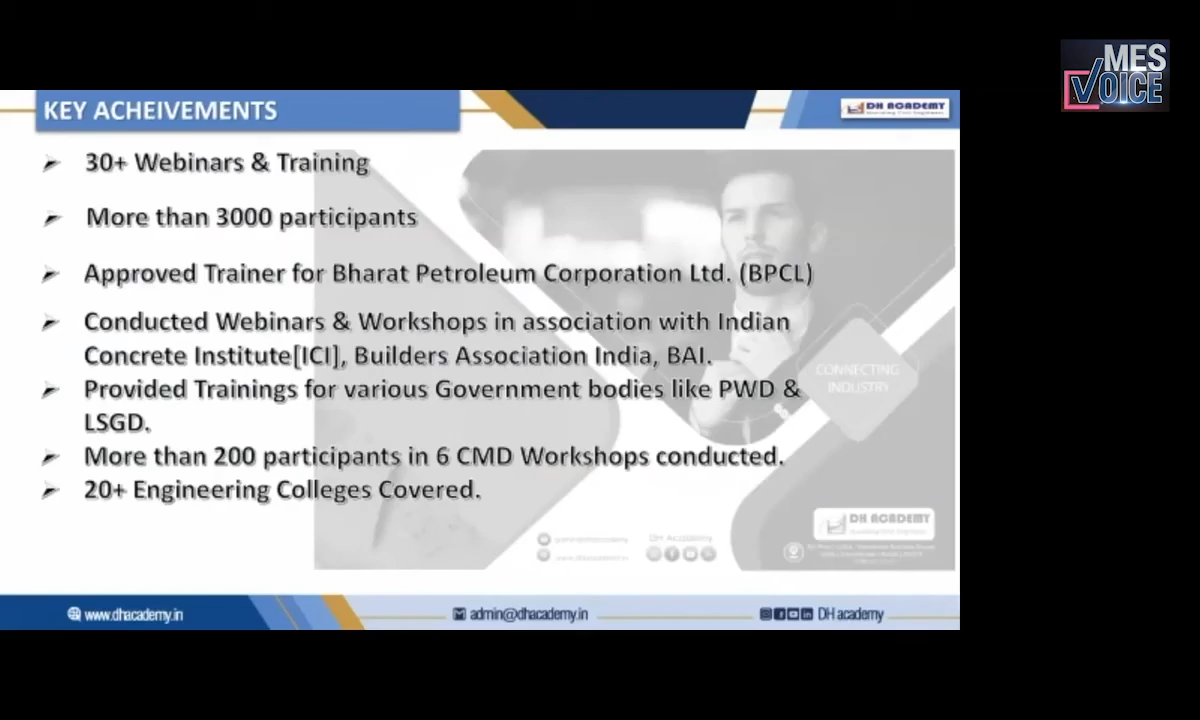 MES
VOICE
KEY ACHEIVEMENTS
DH ACADEMY
➢ 30+ Webinars & Training
➢ More than 3000 participants
➢ Approved Trainer for Bharat Petroleum Corporation Ltd. (BPCL)
➢ Conducted Webinars & Workshops in association with Indian
Concrete Institute[ICI], Builders Association India, BAI.
➢ Provided Trainings for various Government bodies like PWD &
LSGD.
➢ More than 200 participants in 6 CMD Workshops conducted.
➢ 20+ Engineering Colleges Covered.
CONNECTING
INDUSTRY
DH ACADEMY
DH Academy
www.dhacademy.in
admin@dhacademy.in
DH academy